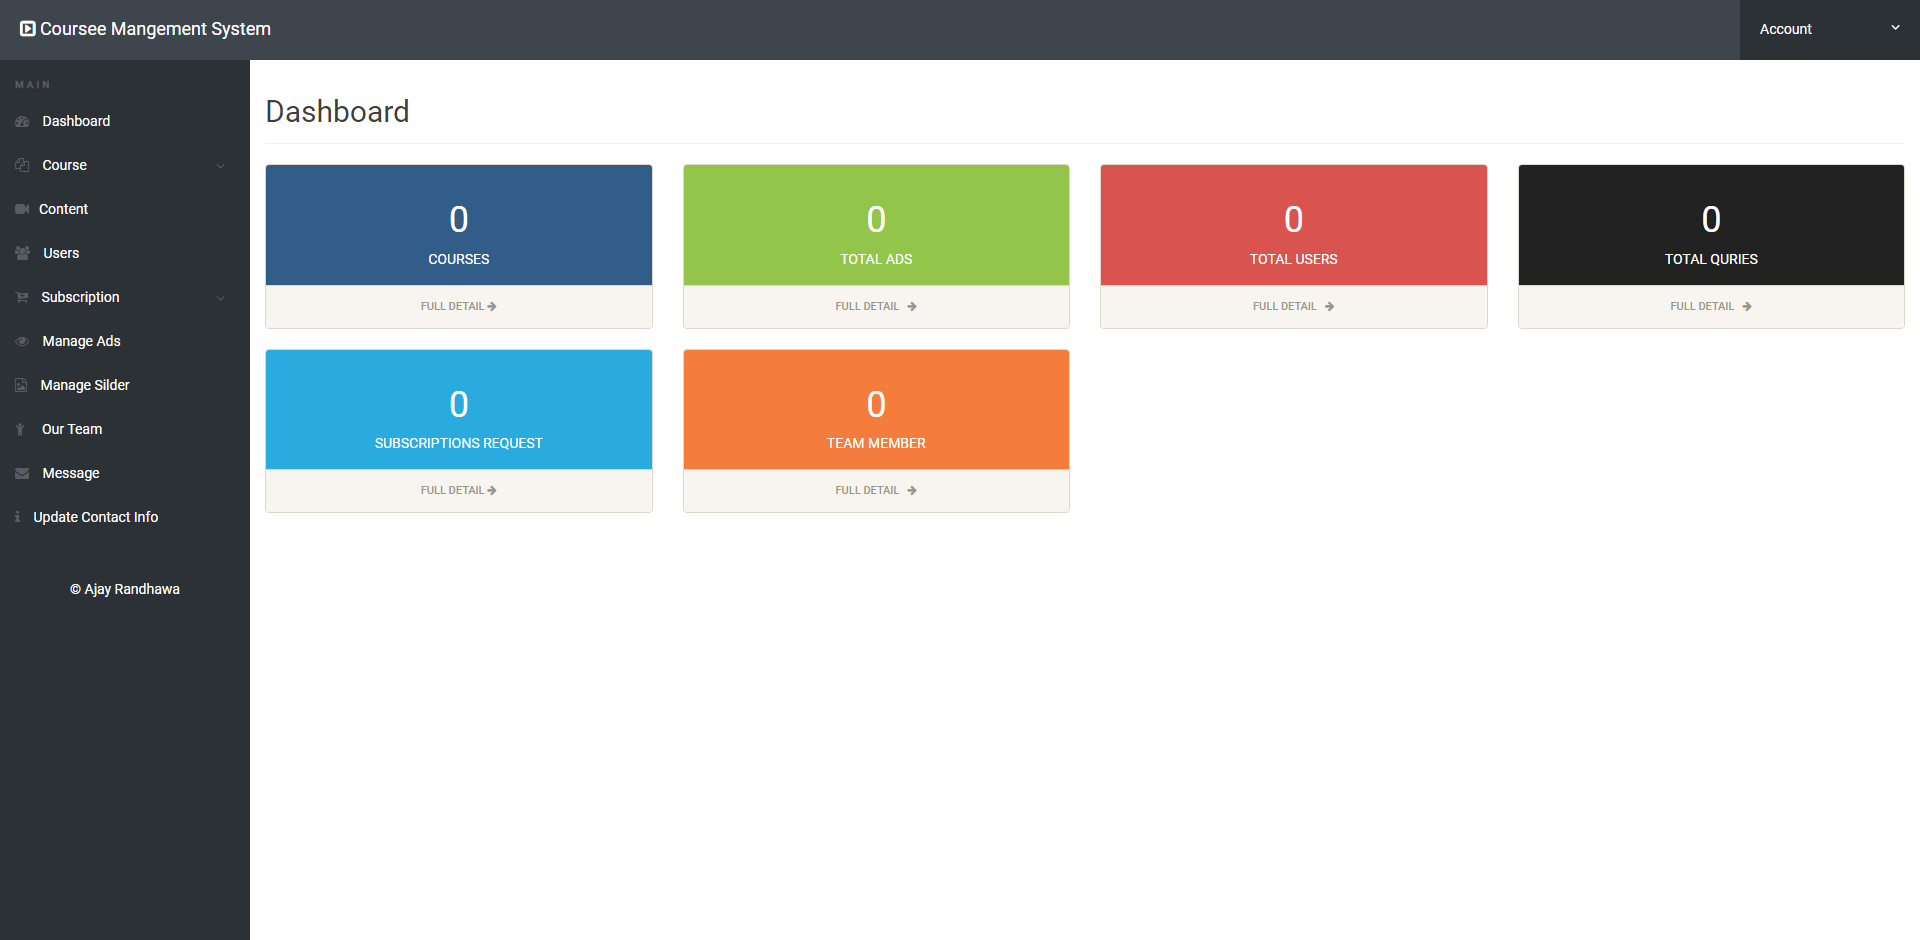 Coursee Mangement System
Account
MAIN
Dashboard
Course
Content
Users
Subscription
Manage Ads
Manage Silder
Our Team
Message
Update Contact Info
© Ajay Randhawa
Dashboard
0
COURSES
FULL DETAIL
0
TOTAL ADS
FULL DETAIL
0
TOTAL USERS
FULL DETAIL
0
TOTAL QURIES
FULL DETAIL
0
SUBSCRIPTIONS REQUEST
FULL DETAIL
0
TEAM MEMBER
FULL DETAIL